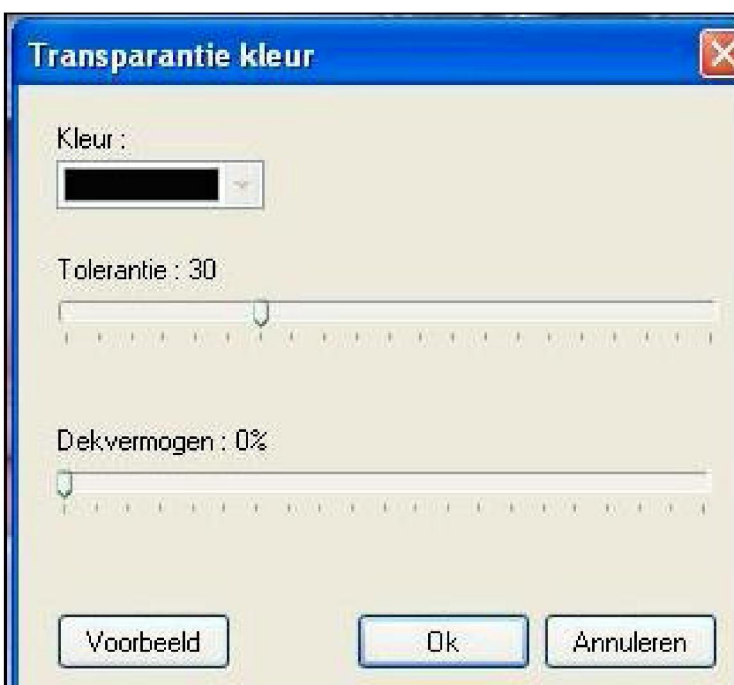 Transparantie kleur
Kleur :
Tolerantie : 30
Dekvermogen : 0%
Voorbeeld
Ok
Annuleren